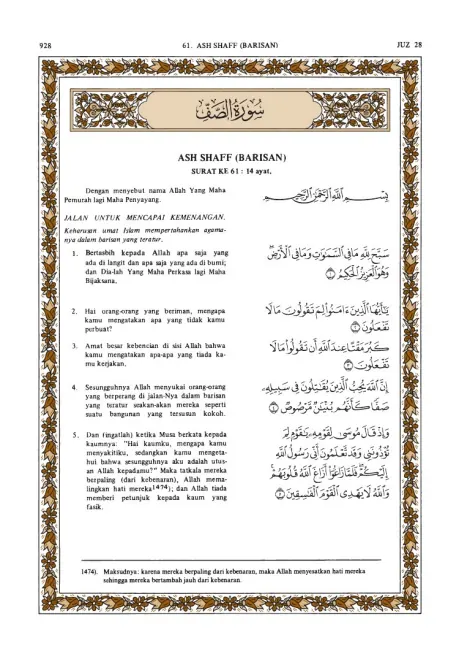 928
61. ASH SHAFF (BARISAN)
JUZ 28
سُورَةُ الصَّفِّ
ASH SHAFF (BARISAN)
SURAT KE 61 : 14 ayat.
Dengan menyebut nama Allah Yang Maha
Pemurah lagi Maha Penyayang.
بِسْمِ اللَّهِ الرَّحْمَٰنِ الرَّحِيمِ
JALAN UNTUK MENCAPAI KEMENANGAN.
Keharusan umat Islam mempertahankan agama-
nya dalam barisan yang teratur.
1. Bertasbih kepada Allah apa saja yang
ada di langit dan apa saja yang ada di bumi;
dan Dia-lah Yang Maha Perkasa lagi Maha
Bijaksana.
سَبَّحَ لِلَّهِ مَا فِي السَّمَٰوَٰتِ وَمَا فِي الْأَرْضِ
وَهُوَ الْعَزِيزُ الْحَكِيمُ ①
2. Hai orang-orang yang beriman, mengapa
kamu mengatakan apa yang tidak kamu
perbuat?
يَٰٓأَيُّهَا الَّذِينَ ءَامَنُوا لِمَ تَقُولُونَ مَا لَا
تَفْعَلُونَ ②
3. Amat besar kebencian di sisi Allah bahwa
kamu mengatakan apa-apa yang tiada ka-
mu kerjakan.
كَبُرَ مَقْتًا عِندَ اللَّهِ أَن تَقُولُوا مَا لَا
تَفْعَلُونَ ③
4. Sesungguhnya Allah menyukai orang-orang
yang berperang di jalan-Nya dalam barisan
yang teratur seakan-akan mereka seperti
suatu bangunan yang tersusun kokoh.
إِنَّ اللَّهَ يُحِبُّ الَّذِينَ يُقَٰتِلُونَ فِي سَبِيلِهِۦ
صَفًّا كَأَنَّهُم بُنْيَٰنٌ مَّرْصُوصٌ ④
5. Dan (ingatlah) ketika Musa berkata kepada
kaumnya: "Hai kaumku, mengapa kamu
menyakitiku, sedangkan kamu mengeta-
hui bahwa sesungguhnya aku adalah utus-
an Allah kepadamu?" Maka tatkala mereka
berpaling (dari kebenaran), Allah mema-
lingkan hati mereka1474); dan Allah tiada
memberi petunjuk kepada kaum yang
fasik.
وَإِذْ قَالَ مُوسَىٰ لِقَوْمِهِۦ يَٰقَوْمِ لِمَ
تُؤْذُونَنِي وَقَد تَّعْلَمُونَ أَنِّي رَسُولُ اللَّهِ
إِلَيْكُمْ فَلَمَّا زَاغُوا أَزَاغَ اللَّهُ قُلُوبَهُمْ
وَاللَّهُ لَا يَهْدِي الْقَوْمَ الْفَٰسِقِينَ ⑤
1474). Maksudnya: karena mereka berpaling dari kebenaran, maka Allah menyesatkan hati mereka
sehingga mereka bertambah jauh dari kebenaran.